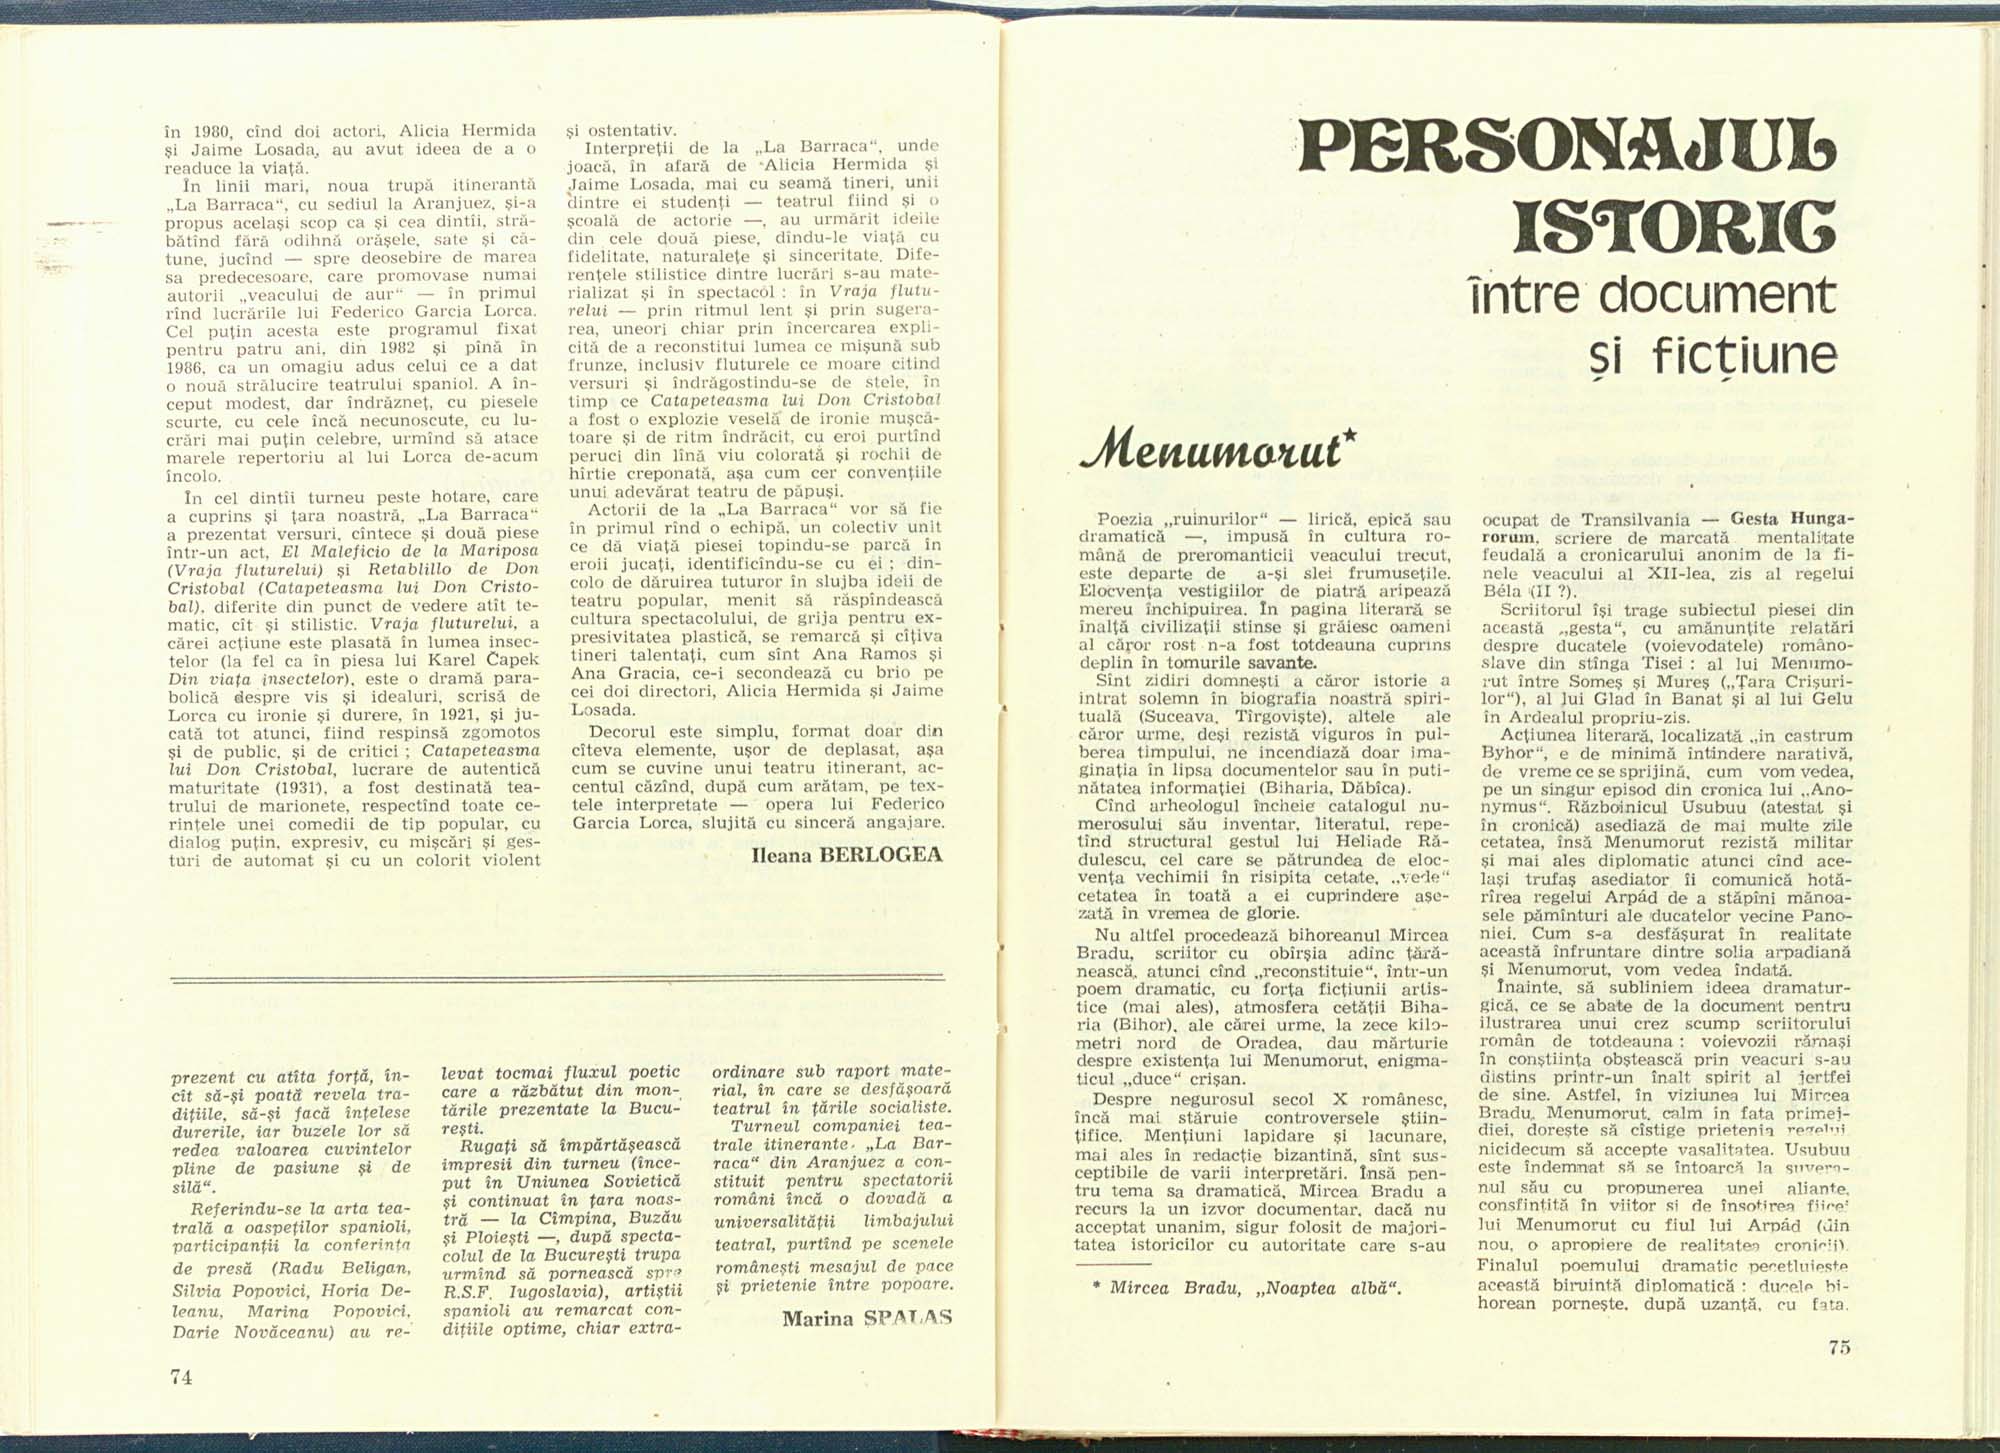 în 1980, cînd doi actori, Alicia Hermida
și Jaime Losada, au avut ideea de a o
readuce la viață.
În linii mari, noua trupă itinerantă
„La Barraca“, cu sediul la Aranjuez, și-a
propus același scop ca și cea dintîi, stră-
bătînd fără odihnă orășele, sate și că-
tune, jucînd — spre deosebire de marea
sa predecesoare, care promovase numai
autorii „veacului de aur“ — în primul
rînd lucrările lui Federico Garcia Lorca.
Cel puțin acesta este programul fixat
pentru patru ani, din 1982 și pînă în
1986, ca un omagiu adus celui ce a dat
o nouă strălucire teatrului spaniol. A în-
ceput modest, dar îndrăzneț, cu piesele
scurte, cu cele încă necunoscute, cu lu-
crări mai puțin celebre, urmînd să atace
marele repertoriu al lui Lorca de-acum
încolo.
În cel dintîi turneu peste hotare, care
a cuprins și țara noastră, „La Barraca“
a prezentat versuri, cîntece și două piese
într-un act, El Maleficio de la Mariposa
(Vraja fluturelui) și Retablillo de Don
Cristobal (Catapeteasma lui Don Cristo-
bal), diferite din punct de vedere atît te-
matic, cît și stilistic. Vraja fluturelui, a
cărei acțiune este plasată în lumea insec-
telor (la fel ca în piesa lui Karel Čapek
Din viața insectelor), este o dramă para-
bolică despre vis și idealuri, scrisă de
Lorca cu ironie și durere, în 1921, și ju-
cată tot atunci, fiind respinsă zgomotos
și de public, și de critici ; Catapeteasma
lui Don Cristobal, lucrare de autentică
maturitate (1931), a fost destinată tea-
trului de marionete, respectînd toate ce-
rințele unei comedii de tip popular, cu
dialog puțin, expresiv, cu mișcări și ges-
turi de automat și cu un colorit violent
și ostentativ.
Interpreții de la „La Barraca“, unde
joacă, în afară de Alicia Hermida și
Jaime Losada, mai cu seamă tineri, unii
dintre ei studenți — teatrul fiind și o
școală de actorie —, au urmărit ideile
din cele două piese, dîndu-le viață cu
fidelitate, naturalețe și sinceritate. Dife-
rențele stilistice dintre lucrări s-au mate-
rializat și în spectacol : în Vraja flutu-
relui — prin ritmul lent și prin sugera-
rea, uneori chiar prin încercarea expli-
cită de a reconstitui lumea ce mișună sub
frunze, inclusiv fluturele ce moare citind
versuri și îndrăgostindu-se de stele, în
timp ce Catapeteasma lui Don Cristobal
a fost o explozie veselă de ironie mușcă-
toare și de ritm îndrăcit, cu eroi purtînd
peruci din lînă viu colorată și rochii de
hîrtie creponată, așa cum cer convențiile
unui adevărat teatru de păpuși.
Actorii de la „La Barraca“ vor să fie
în primul rînd o echipă, un colectiv unit
ce dă viață piesei topindu-se parcă în
eroii jucați, identificîndu-se cu ei ; din-
colo de dăruirea tuturor în slujba ideii de
teatru popular, menit să răspîndească
cultura spectacolului, de grija pentru ex-
presivitatea plastică, se remarcă și cîțiva
tineri talentați, cum sînt Ana Ramos și
Ana Gracia, ce-i secondează cu brio pe
cei doi directori, Alicia Hermida și Jaime
Losada.
Decorul este simplu, format doar din
cîteva elemente, ușor de deplasat, așa
cum se cuvine unui teatru itinerant, ac-
centul căzînd, după cum arătam, pe tex-
tele interpretate — opera lui Federico
Garcia Lorca, slujită cu sinceră angajare.
Ileana BERLOGEA
prezent cu atîta forță, în-
cît să-și poată revela tra-
dițiile, să-și facă înțelese
durerile, iar buzele lor să
redea valoarea cuvintelor
pline de pasiune și de
silă“.
Referindu-se la arta tea-
trală a oaspeților spanioli,
participanții la conferința
de presă (Radu Beligan,
Silvia Popovici, Horia De-
leanu, Marina Popovici,
Darie Novăceanu) au re-
levat tocmai fluxul poetic
care a răzbătut din mon-
tările prezentate la Bucu-
rești.
Rugați să împărtășească
impresii din turneu (înce-
put în Uniunea Sovietică
și continuat în țara noas-
tră — la Cîmpina, Buzău
și Ploiești —, după specta-
colul de la București trupa
urmînd să pornească spre
R.S.F. Iugoslavia), artiștii
spanioli au remarcat con-
dițiile optime, chiar extra-
ordinare sub raport mate-
rial, în care se desfășoară
teatrul în țările socialiste.
Turneul companiei tea-
trale itinerante „La Bar-
raca“ din Aranjuez a con-
stituit pentru spectatorii
români încă o dovadă a
universalității limbajului
teatral, purtînd pe scenele
românești mesajul de pace
și prietenie între popoare.
Marina SPALAS
74
PERSONAJUL
ISTORIC
între document
și ficțiune
Menumorut*
Poezia „ruinurilor“ — lirică, epică sau
dramatică —, impusă în cultura ro-
mână de preromanticii veacului trecut,
este departe de a-și slei frumusețile.
Elocvența vestigiilor de piatră aripează
mereu închipuirea. În pagina literară se
înalță civilizații stinse și grăiesc oameni
al căror rost n-a fost totdeauna cuprins
deplin în tomurile savante.
Sînt zidiri domnești a căror istorie a
intrat solemn în biografia noastră spiri-
tuală (Suceava, Tîrgoviște), altele ale
căror urme, deși rezistă viguros în pul-
berea timpului, ne incendiază doar ima-
ginația în lipsa documentelor sau în puți-
nătatea informației (Biharia, Dăbîca).
Cînd arheologul încheie catalogul nu-
merosului său inventar, literatul, repe-
tînd structural gestul lui Heliade Ră-
dulescu, cel care se pătrundea de eloc-
vența vechimii în risipita cetate, „vede“
cetatea în toată a ei cuprindere așe-
zată în vremea de glorie.
Nu altfel procedează bihoreanul Mircea
Bradu, scriitor cu obîrșia adînc țără-
nească, atunci cînd „reconstituie“, într-un
poem dramatic, cu forța ficțiunii artis-
tice (mai ales), atmosfera cetății Biha-
ria (Bihor), ale cărei urme, la zece kilo-
metri nord de Oradea, dau mărturie
despre existența lui Menumorut, enigma-
ticul „duce“ crișan.
Despre negurosul secol X românesc,
încă mai stăruie controversele știin-
țifice. Mențiuni lapidare și lacunare,
mai ales în redacție bizantină, sînt sus-
ceptibile de varii interpretări. Însă pen-
tru tema sa dramatică, Mircea Bradu a
recurs la un izvor documentar, dacă nu
acceptat unanim, sigur folosit de majori-
tatea istoricilor cu autoritate care s-au
* Mircea Bradu, „Noaptea albă“.
ocupat de Transilvania — Gesta Hunga-
rorum, scriere de marcată mentalitate
feudală a cronicarului anonim de la fi-
nele veacului al XII-lea, zis al regelui
Béla (II ?).
Scriitorul își trage subiectul piesei din
această „gesta“, cu amănunțite relatări
despre ducatele (voievodatele) româno-
slave din stînga Tisei : al lui Menumo-
rut între Someș și Mureș („Țara Crișuri-
lor“), al lui Glad în Banat și al lui Gelu
în Ardealul propriu-zis.
Acțiunea literară, localizată „in castrum
Byhor“, e de minimă întindere narativă,
de vreme ce se sprijină, cum vom vedea,
pe un singur episod din cronica lui „Ano-
nymus“. Războinicul Usubuu (atestat și
în cronică) asediază de mai multe zile
cetatea, însă Menumorut rezistă militar
și mai ales diplomatic atunci cînd ace-
lași trufaș asediator îi comunică hotă-
rîrea regelui Arpád de a stăpîni mănoa-
sele pămînturi ale ducatelor vecine Pano-
niei. Cum s-a desfășurat în realitate
această înfruntare dintre solia arpadiană
și Menumorut, vom vedea îndată.
Înainte, să subliniem ideea dramatur-
gică, ce se abate de la document pentru
ilustrarea unui crez scump scriitorului
român de totdeauna : voievozii rămași
în conștiința obștească prin veacuri s-au
distins printr-un înalt spirit al jertfei
de sine. Astfel, în viziunea lui Mircea
Bradu, Menumorut, calm în fața primej-
diei, dorește să cîștige prietenia regelui,
nicidecum să accepte vasalitatea. Usubuu
este îndemnat să se întoarcă la suvera-
nul său cu propunerea unei alianțe,
consfințită în viitor și de însoțirea fiicei
lui Menumorut cu fiul lui Arpád (din
nou, o apropiere de realitatea cronicii).
Finalul poemului dramatic pecetluiește
această biruință diplomatică : ducele bi-
horean pornește, după uzanță, cu fata,
75